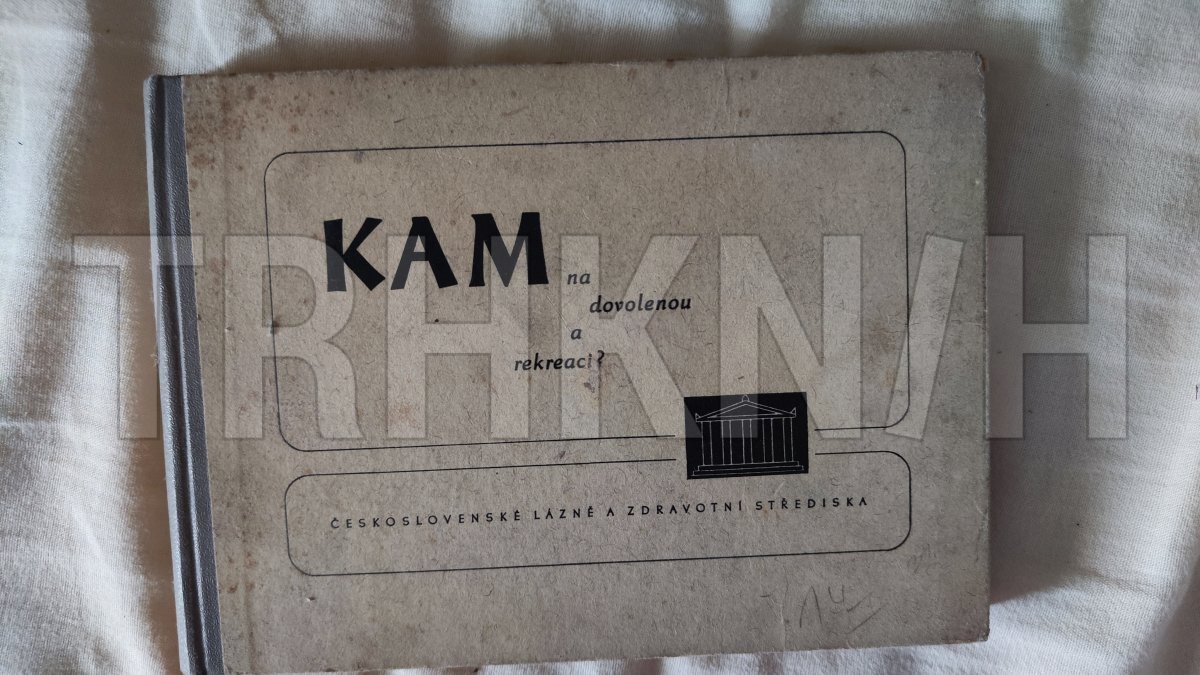 KAM na
dovolenou
a
rekreaci?
ČESKOSLOVENSKÉ LÁZNĚ A ZDRAVOTNÍ STŘEDISKA
TRHKNIH